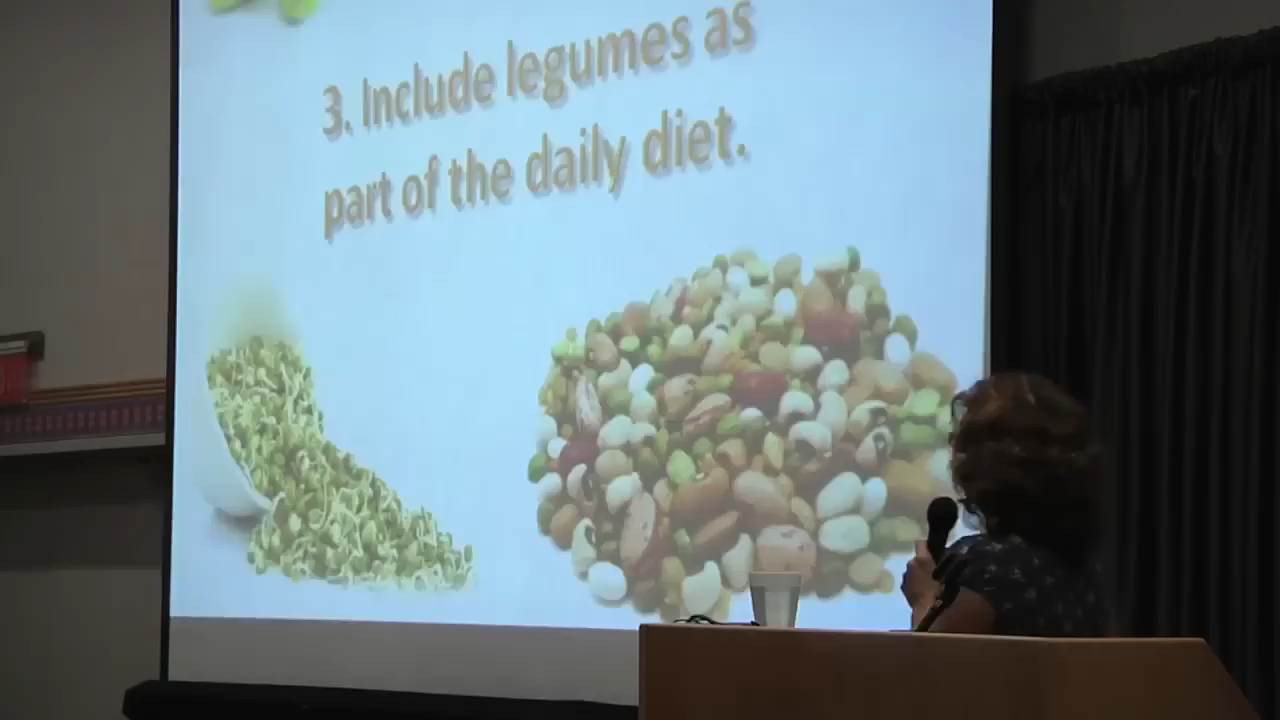 3. Include legumes as
part of the daily diet.